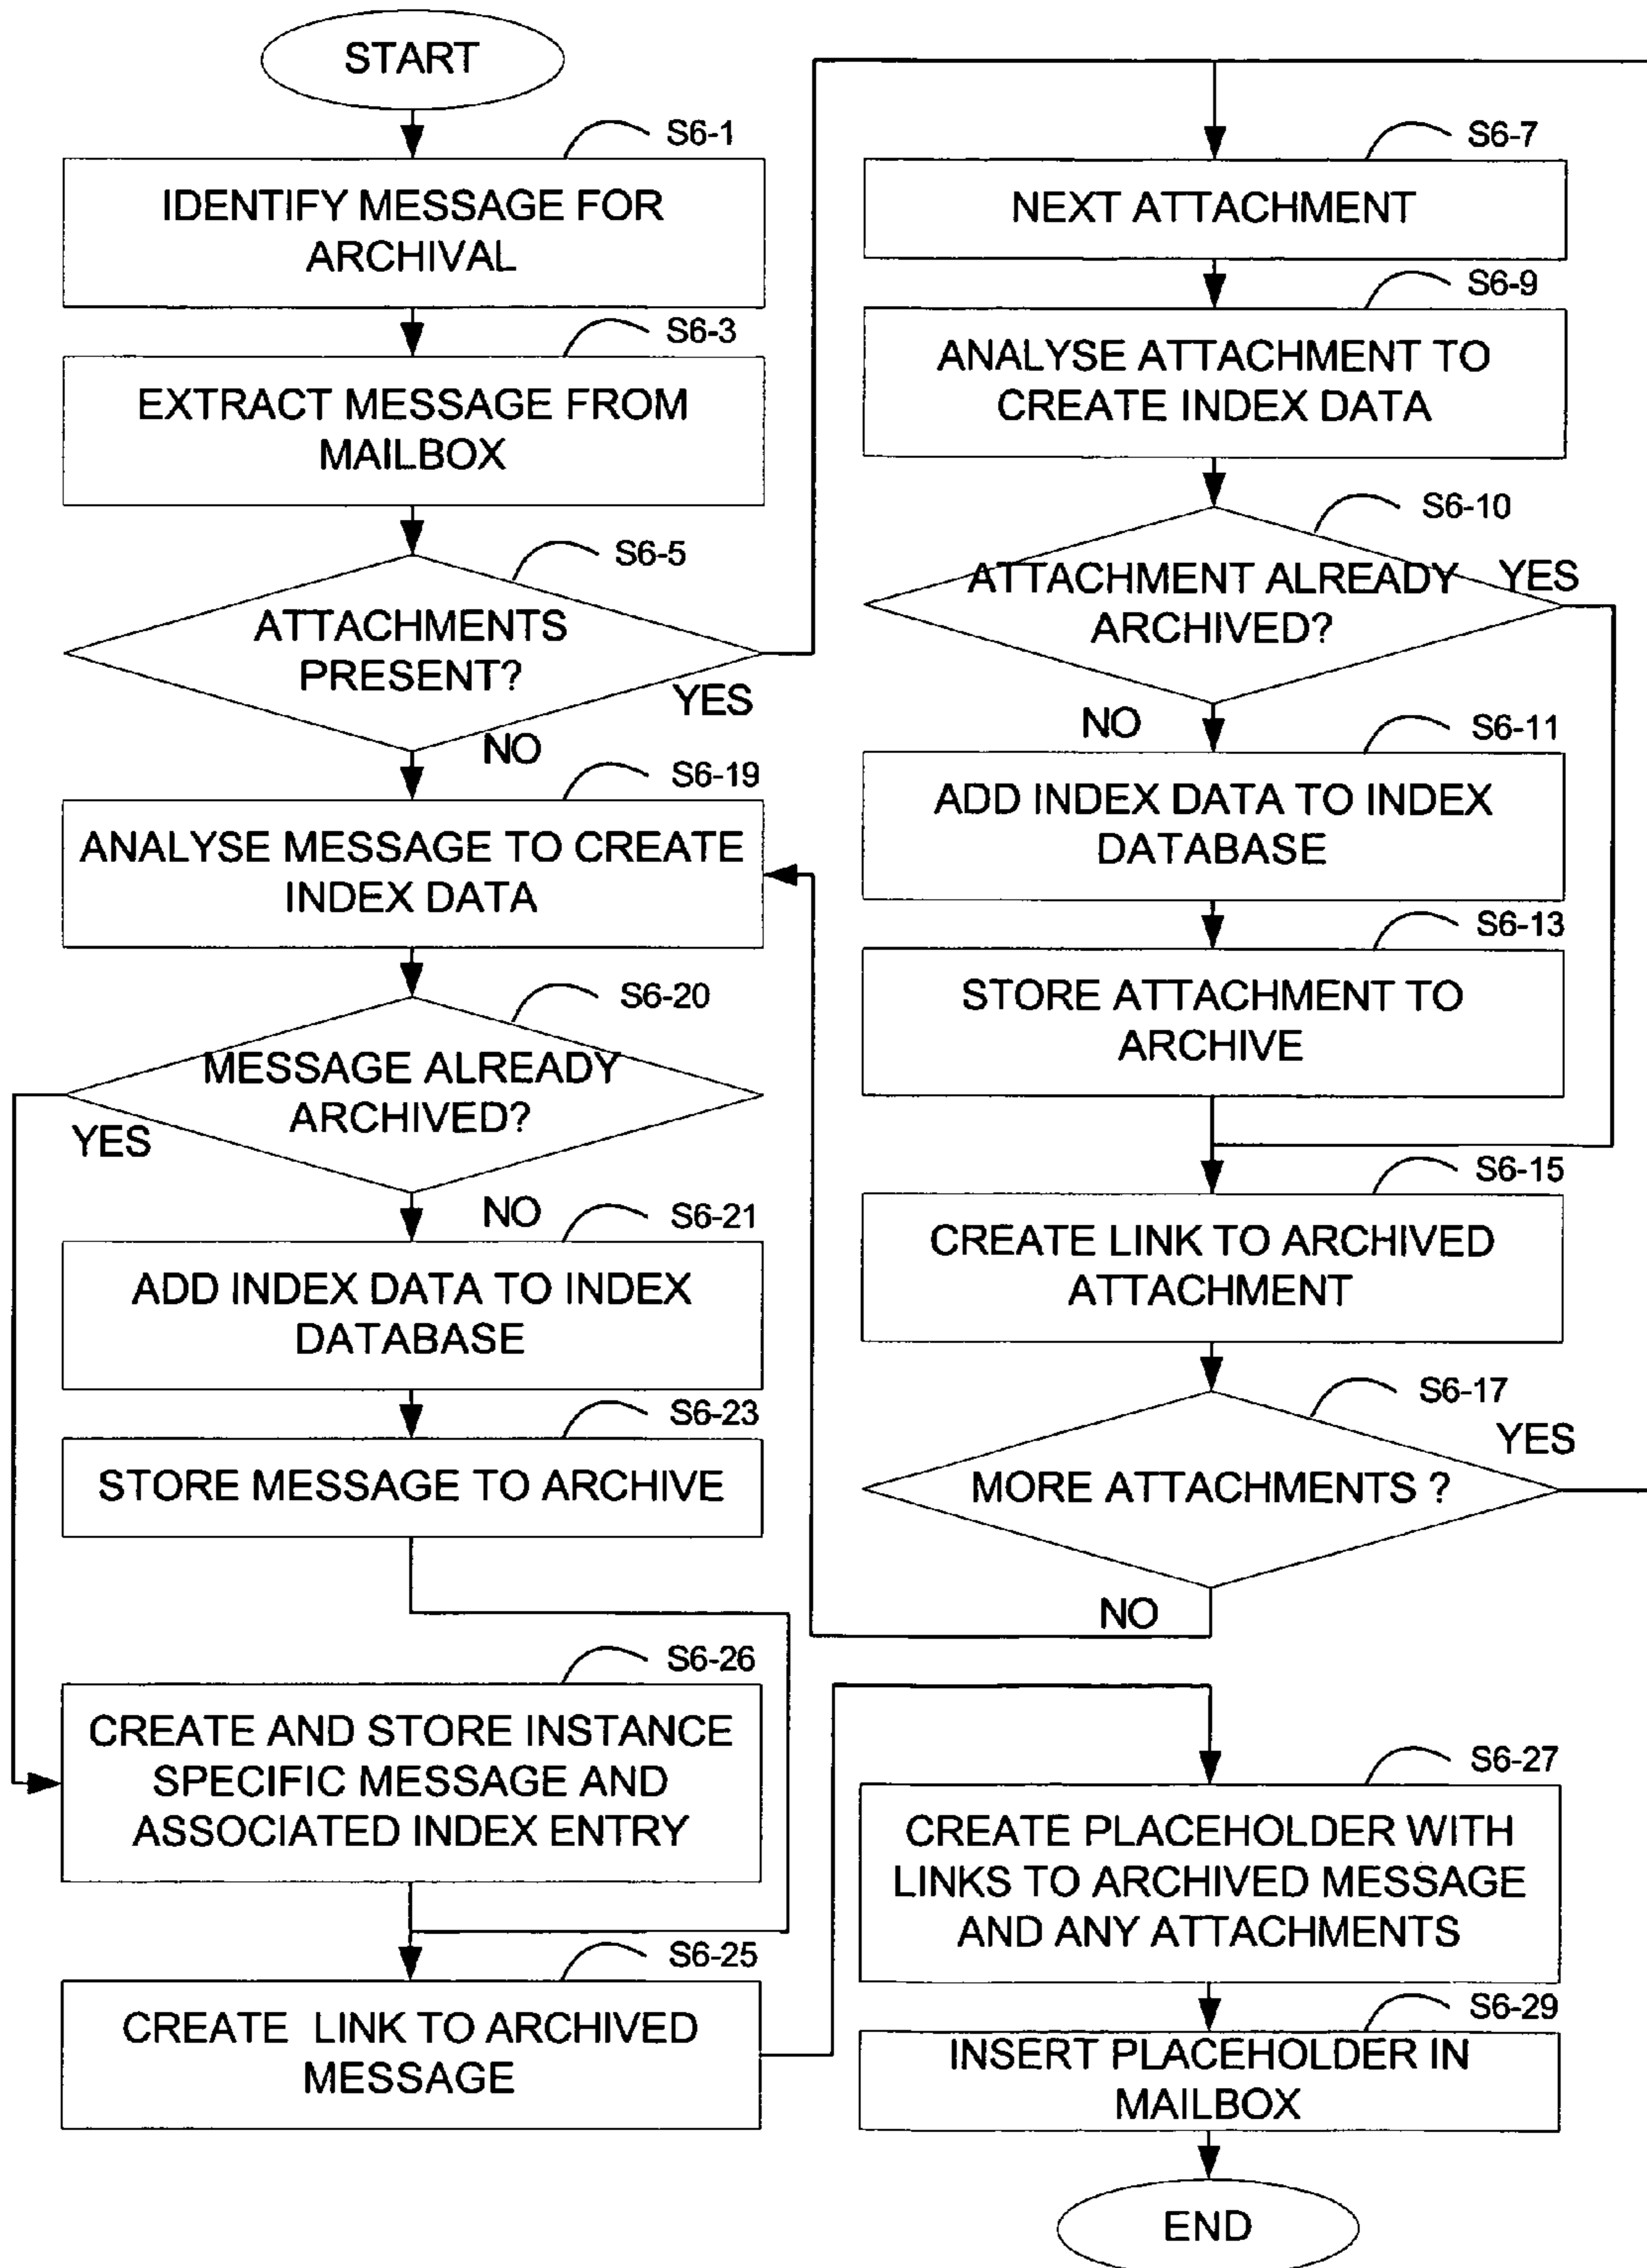 START
S6-1
IDENTIFY MESSAGE FOR
ARCHIVAL
S6-3
EXTRACT MESSAGE FROM
MAILBOX
S6-5
ATTACHMENTS
PRESENT?
YES
NO
S6-19
ANALYSE MESSAGE TO CREATE
INDEX DATA
S6-20
MESSAGE ALREADY
ARCHIVED?
YES
NO
S6-21
ADD INDEX DATA TO INDEX
DATABASE
S6-23
STORE MESSAGE TO ARCHIVE
S6-26
CREATE AND STORE INSTANCE
SPECIFIC MESSAGE AND
ASSOCIATED INDEX ENTRY
S6-25
CREATE LINK TO ARCHIVED
MESSAGE
S6-7
NEXT ATTACHMENT
S6-9
ANALYSE ATTACHMENT TO
CREATE INDEX DATA
S6-10
ATTACHMENT ALREADY
ARCHIVED?
YES
NO
S6-11
ADD INDEX DATA TO INDEX
DATABASE
S6-13
STORE ATTACHMENT TO
ARCHIVE
S6-15
CREATE LINK TO ARCHIVED
ATTACHMENT
S6-17
MORE ATTACHMENTS ?
YES
NO
S6-27
CREATE PLACEHOLDER WITH
LINKS TO ARCHIVED MESSAGE
AND ANY ATTACHMENTS
S6-29
INSERT PLACEHOLDER IN
MAILBOX
END